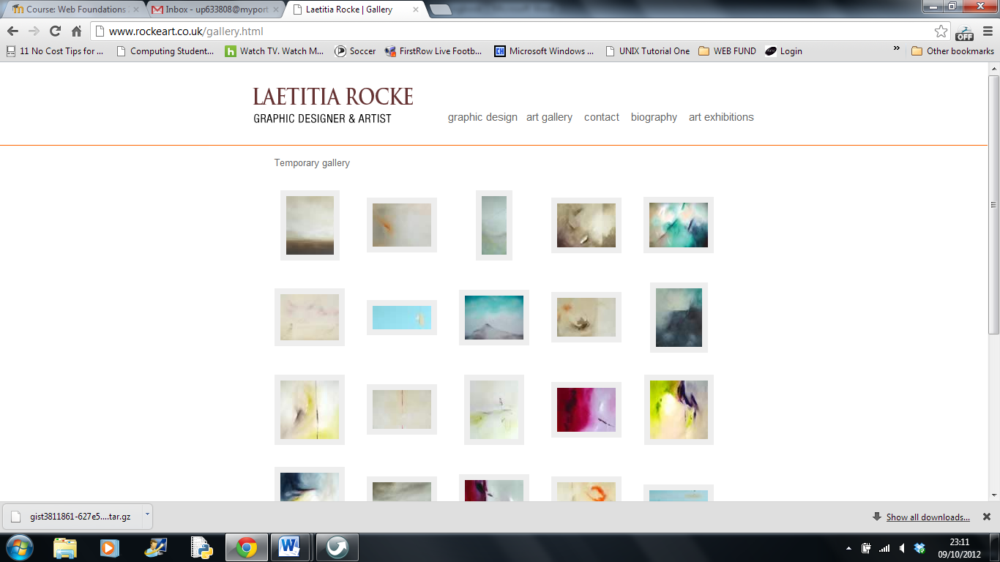 Course: Web Foundations
Inbox - up633808@myport
Laetitia Rocke | Gallery
www.rockeart.co.uk/gallery.html
OFF
11 No Cost Tips for ...
Computing Student...
Watch TV. Watch M...
Soccer
FirstRow Live Footb...
Microsoft Windows ...
UNIX Tutorial One
WEB FUND
Login
»
Other bookmarks
LAETITIA ROCKE
GRAPHIC DESIGNER & ARTIST
graphic design art gallery contact biography art exhibitions
Temporary gallery
gist3811861-627e5....tar.gz
Show all downloads...
23:11
09/10/2012